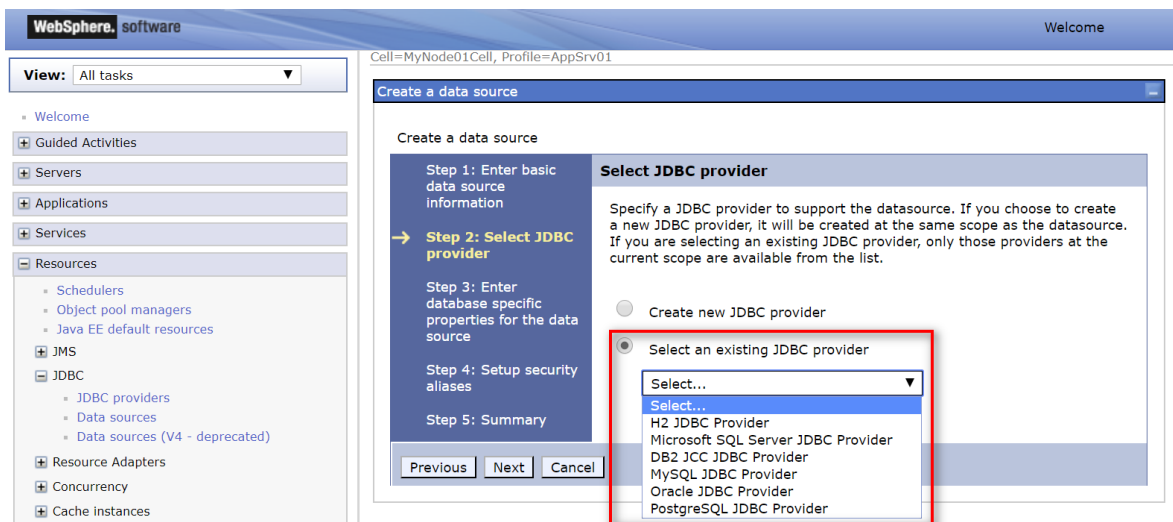 WebSphere. software
Welcome
View: All tasks
Welcome
Guided Activities
Servers
Applications
Services
Resources
Schedulers
Object pool managers
Java EE default resources
JMS
JDBC
JDBC providers
Data sources
Data sources (V4 - deprecated)
Resource Adapters
Concurrency
Cache instances
Cell=MyNode01Cell, Profile=AppSrv01
Create a data source
Create a data source
Step 1: Enter basic
data source
information
Step 2: Select JDBC
provider
Step 3: Enter
database specific
properties for the data
source
Step 4: Setup security
aliases
Step 5: Summary
Select JDBC provider
Specify a JDBC provider to support the datasource. If you choose to create
a new JDBC provider, it will be created at the same scope as the datasource.
If you are selecting an existing JDBC provider, only those providers at the
current scope are available from the list.
Create new JDBC provider
Select an existing JDBC provider
Select...
Select...
H2 JDBC Provider
Microsoft SQL Server JDBC Provider
DB2 JCC JDBC Provider
MySQL JDBC Provider
Oracle JDBC Provider
PostgreSQL JDBC Provider
Previous Next Cancel